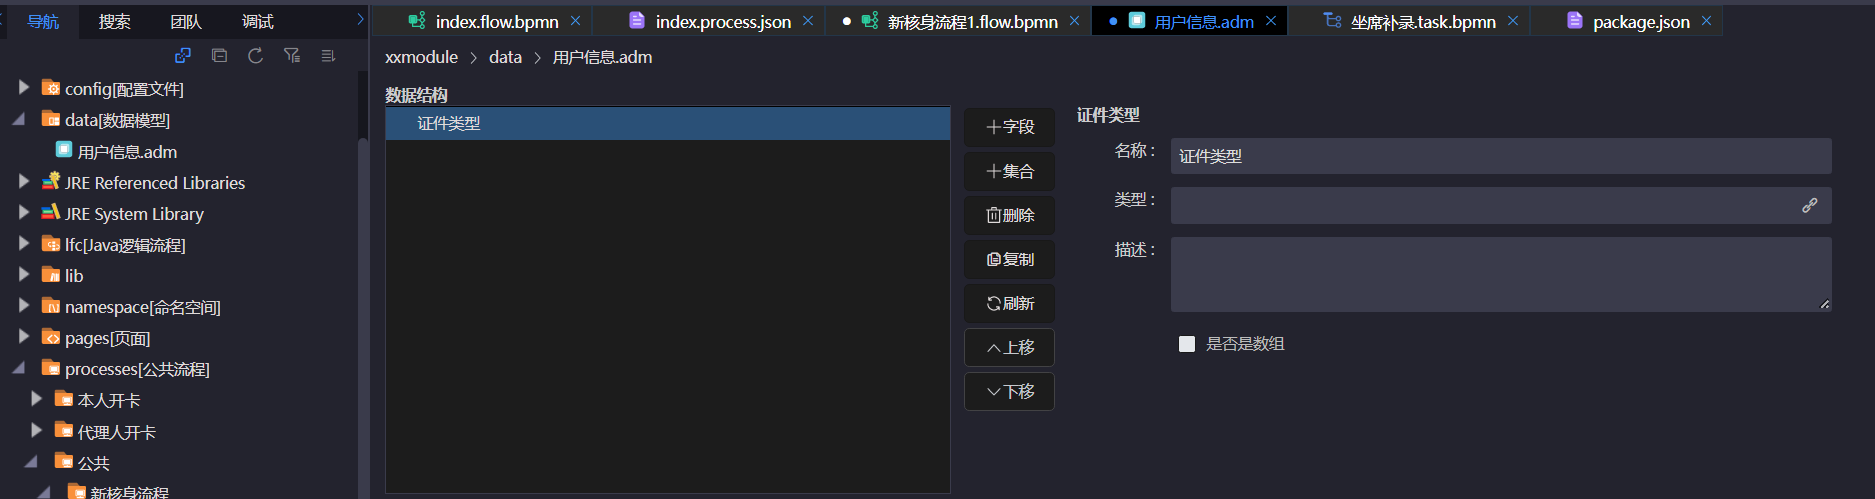 导航 搜索 团队 调试
config[配置文件]
data[数据模型]
用户信息.adm
JRE Referenced Libraries
JRE System Library
lfc[Java逻辑流程]
lib
namespace[命名空间]
pages[页面]
processes[公共流程]
本人开卡
代理人开卡
公共
新核身流程
index.flow.bpmn index.process.json 新核身流程1.flow.bpmn 用户信息.adm 坐席补录.task.bpmn package.json
xxmodule > data > 用户信息.adm
数据结构
证件类型
字段
集合
删除
复制
刷新
上移
下移
证件类型
名称： 证件类型
类型：
描述：
是否是数组